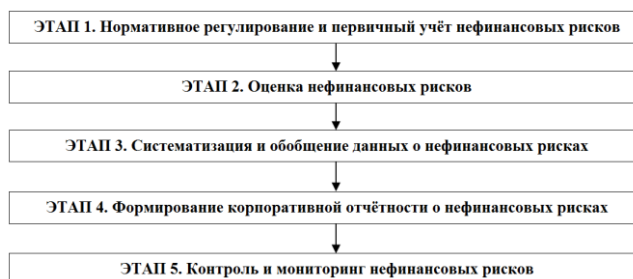 ЭТАП 1. Нормативное регулирование и первичный учёт нефинансовых рисков
ЭТАП 2. Оценка нефинансовых рисков
ЭТАП 3. Систематизация и обобщение данных о нефинансовых рисках
ЭТАП 4. Формирование корпоративной отчётности о нефинансовых рисках
ЭТАП 5. Контроль и мониторинг нефинансовых рисков